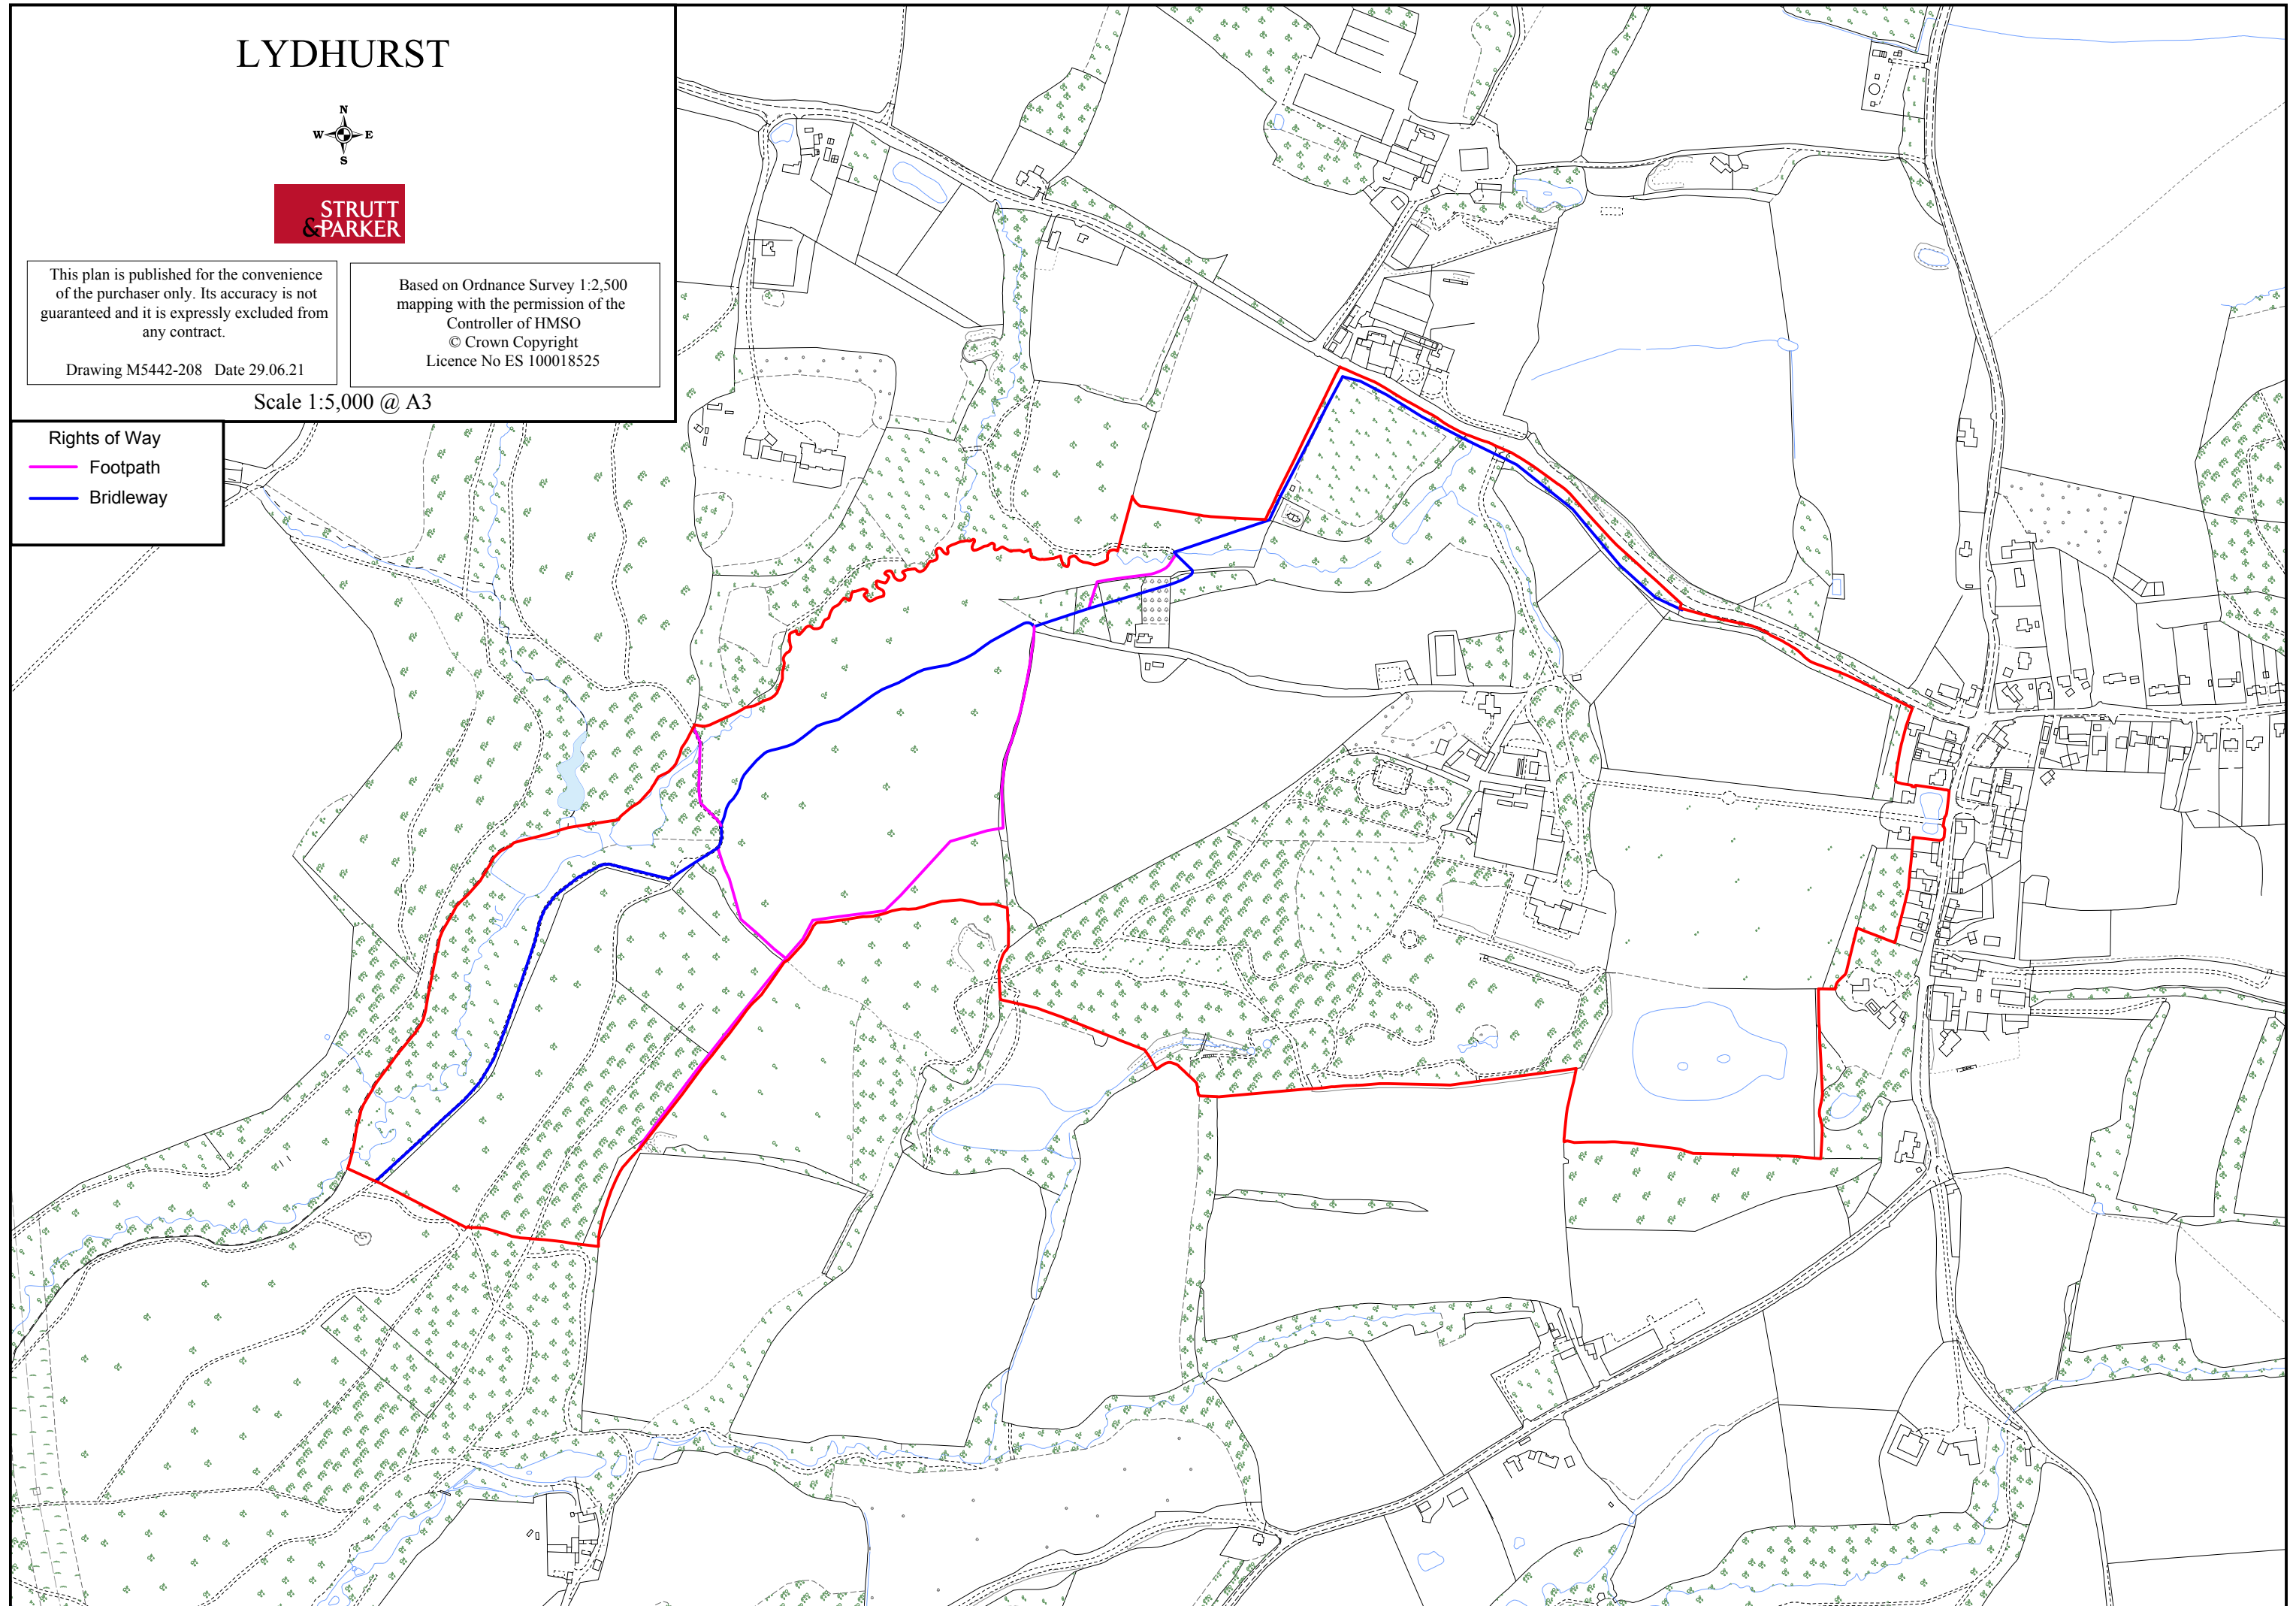 LYDHURST
N
W E
S
STRUTT
&PARKER
This plan is published for the convenience
of the purchaser only. Its accuracy is not
guaranteed and it is expressly excluded from
any contract.
Drawing M5442-208 Date 29.06.21
Based on Ordnance Survey 1:2,500
mapping with the permission of the
Controller of HMSO
© Crown Copyright
Licence No ES 100018525
Scale 1:5,000 @ A3
Rights of Way
Footpath
Bridleway